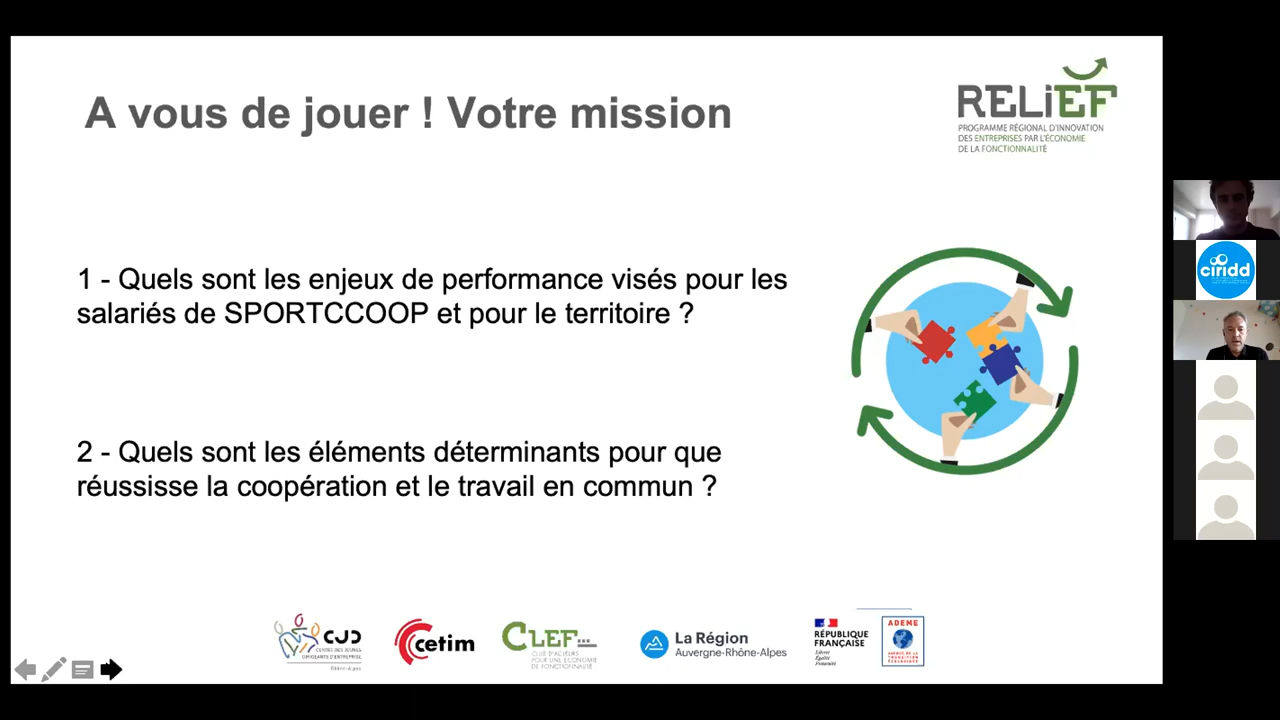 A vous de jouer ! Votre mission
RELiEF
PROGRAMME RÉGIONAL D'INNOVATION
DES ENTREPRISES PAR L'ÉCONOMIE
DE LA FONCTIONNALITÉ
1 - Quels sont les enjeux de performance visés pour les
salariés de SPORTCCOOP et pour le territoire ?
2 - Quels sont les éléments déterminants pour que
réussisse la coopération et le travail en commun ?
ciridd
CJD
CENTRE DES JEUNES
DIRIGEANTS D'ENTREPRISE
cetim
CLEF
CLUB D'ACTEURS
POUR UNE ÉCONOMIE
DE FONCTIONNALITÉ
La Région
Auvergne-Rhône-Alpes
RÉPUBLIQUE
FRANÇAISE
Liberté
Égalité
Fraternité
ADEME
AGENCE DE LA
TRANSITION
ÉCOLOGIQUE